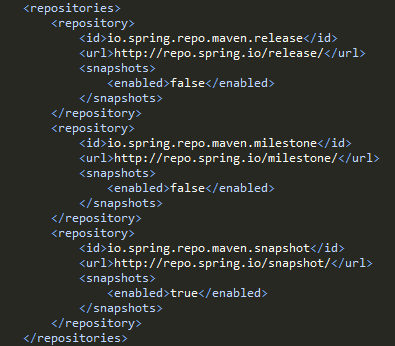 <repositories>
<repository>
<id>io.spring.repo.maven.release</id>
<url>http://repo.spring.io/release/</url>
<snapshots>
<enabled>false</enabled>
</snapshots>
</repository>
<repository>
<id>io.spring.repo.maven.milestone</id>
<url>http://repo.spring.io/milestone/</url>
<snapshots>
<enabled>false</enabled>
</snapshots>
</repository>
<repository>
<id>io.spring.repo.maven.snapshot</id>
<url>http://repo.spring.io/snapshot/</url>
<snapshots>
<enabled>true</enabled>
</snapshots>
</repository>
</repositories>